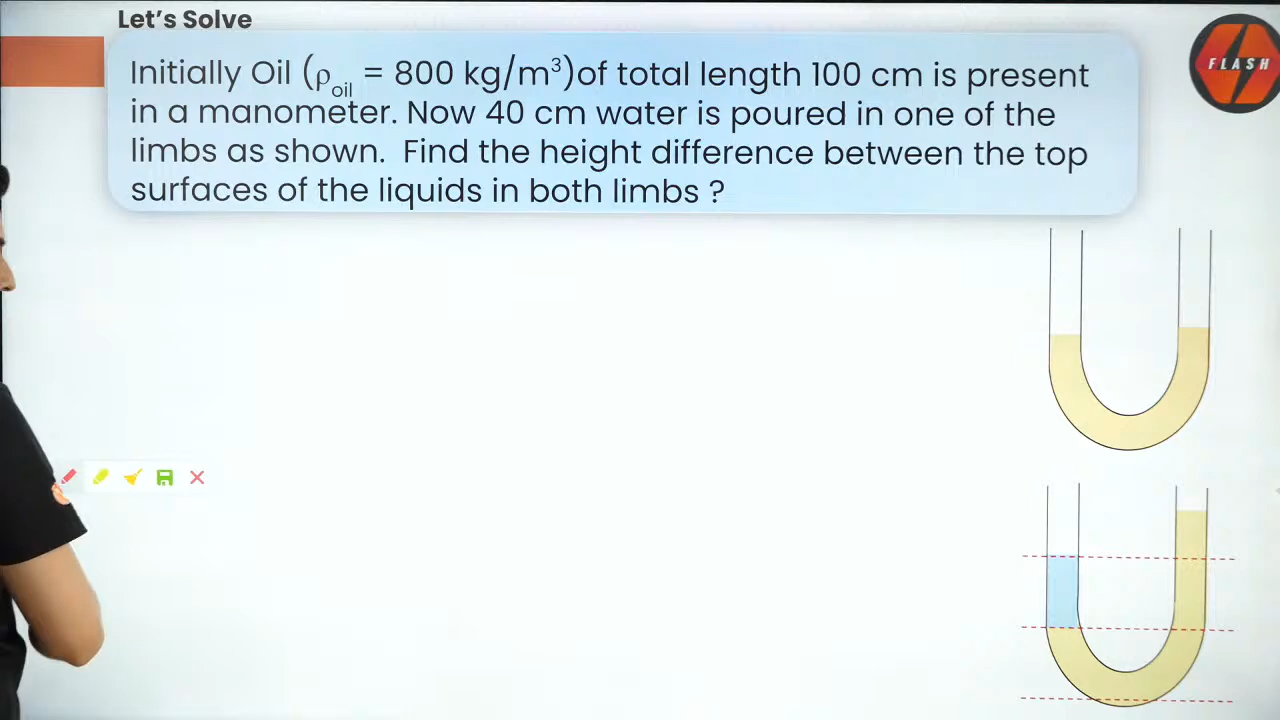 Let's Solve
FLASH
Initially Oil (ρoil = 800 kg/m³)of total length 100 cm is present
in a manometer. Now 40 cm water is poured in one of the
limbs as shown.  Find the height difference between the top
surfaces of the liquids in both limbs ?